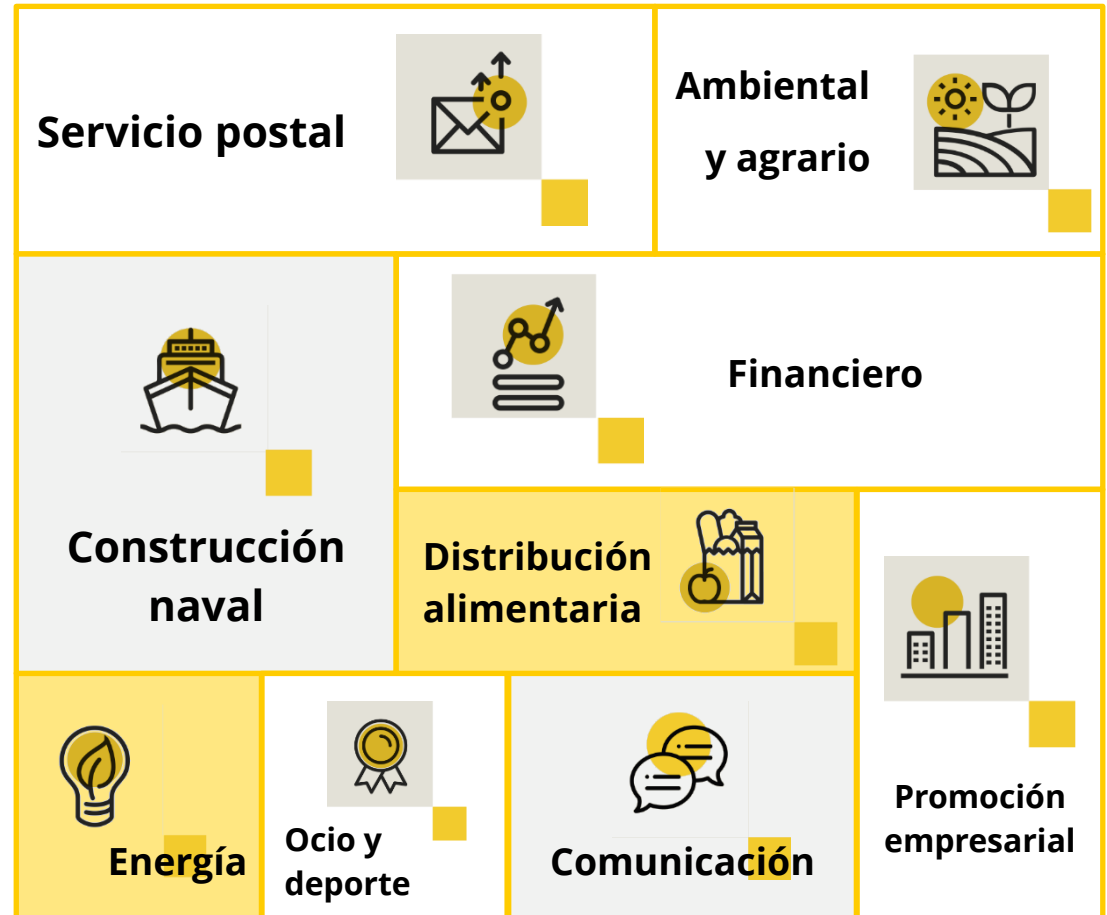 Servicio postal
Ambiental
y agrario
Financiero
Construcción
naval
Distribución
alimentaria
Promoción
empresarial
Energía
Ocio y
deporte
Comunicación